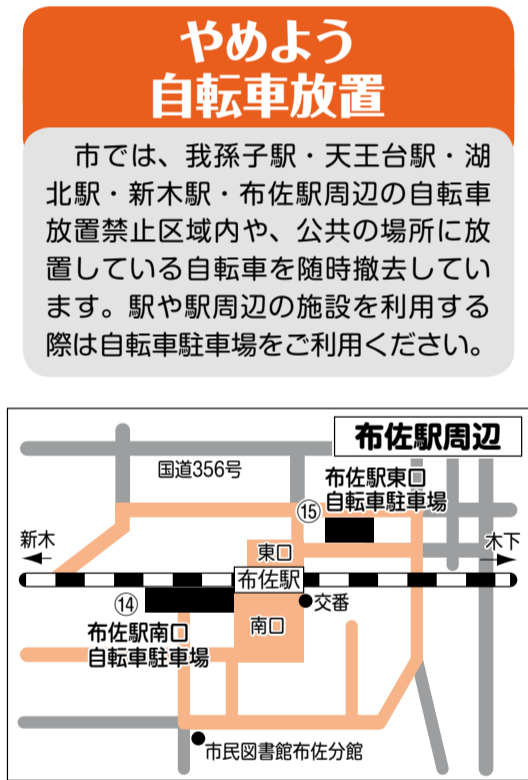 やめよう
自転車放置
市では、我孫子駅・天王台駅・湖
北駅・新木駅・布佐駅周辺の自転車
放置禁止区域内や、公共の場所に放
置している自転車を随時撤去してい
ます。駅や駅周辺の施設を利用する
際は自転車駐車場をご利用ください。
布佐駅周辺
国道356号
布佐駅東口
⑮ 自転車駐車場
新木
木下
東口
布佐駅
⑭
交番
南口
布佐駅南口
自転車駐車場
市民図書館布佐分館